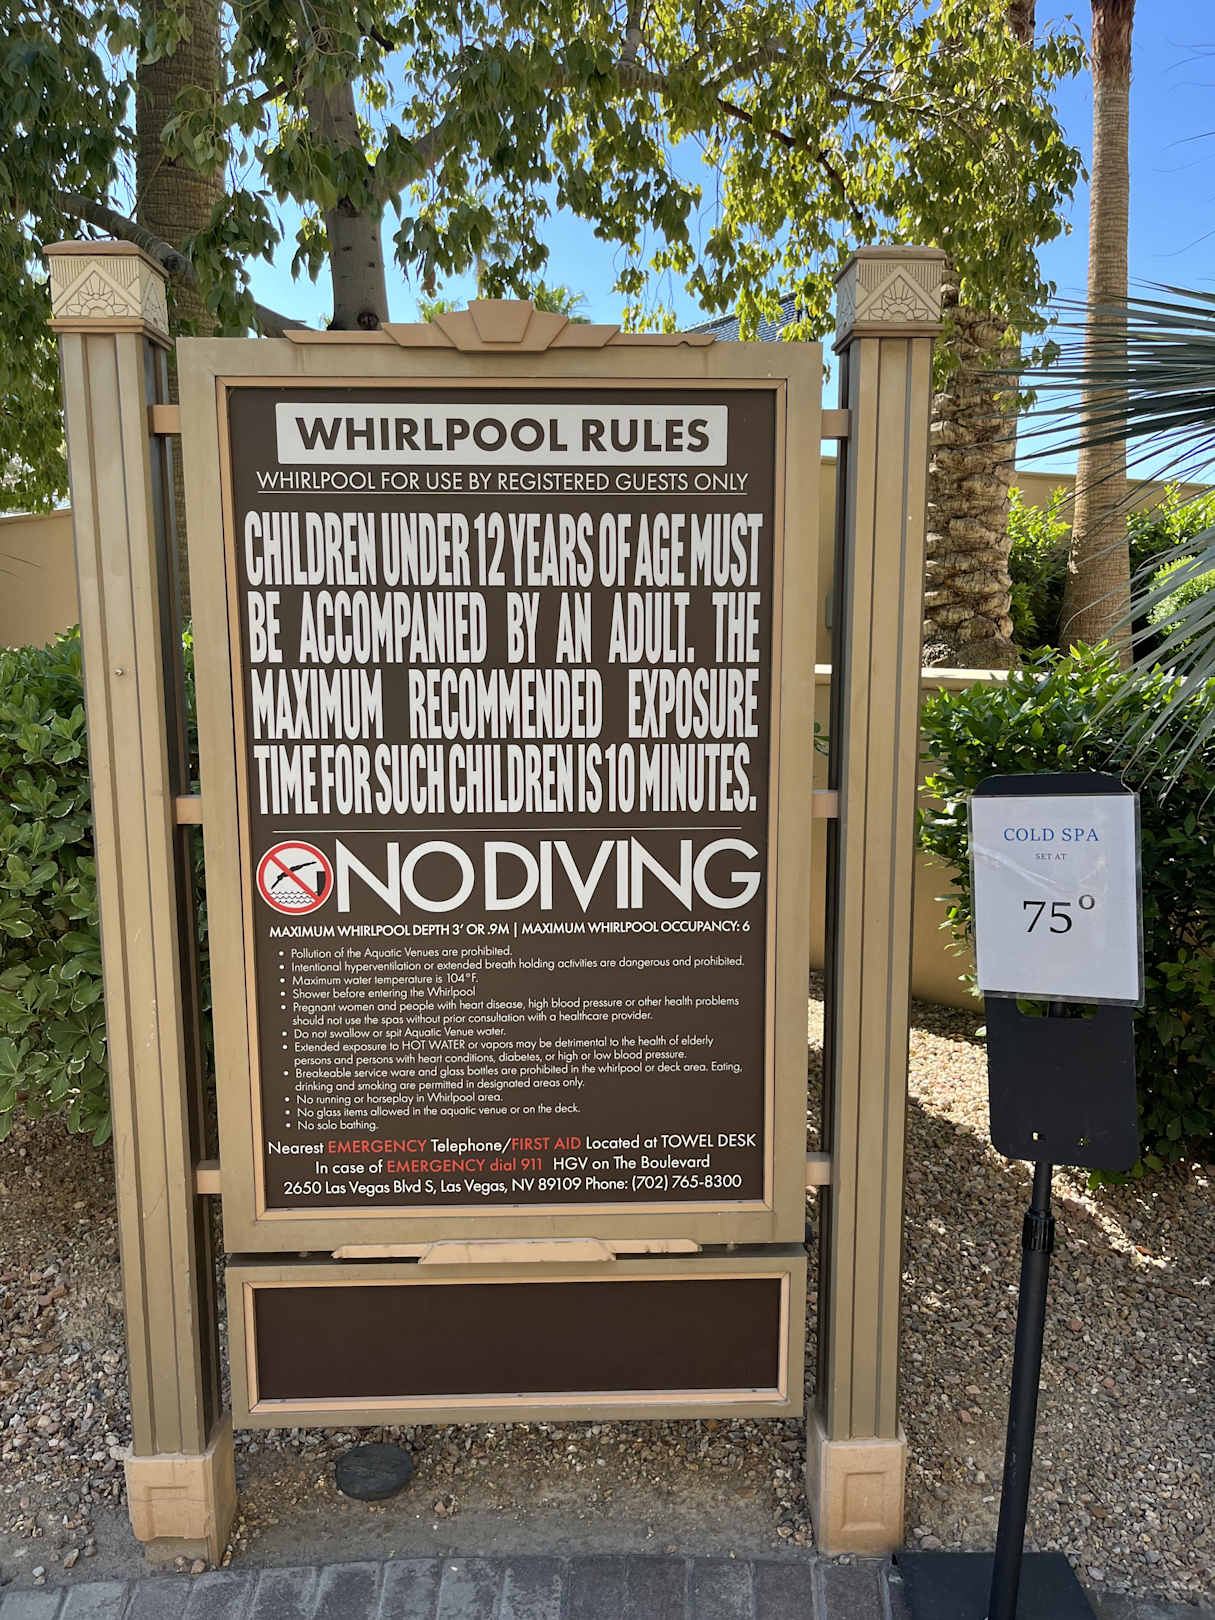 WHIRLPOOL RULES
WHIRLPOOL FOR USE BY REGISTERED GUESTS ONLY
CHILDREN UNDER 12 YEARS OF AGE MUST
BE ACCOMPANIED BY AN ADULT. THE
MAXIMUM RECOMMENDED EXPOSURE
TIME FOR SUCH CHILDREN IS 10 MINUTES.
NO DIVING
MAXIMUM WHIRLPOOL DEPTH 3' OR .9M | MAXIMUM WHIRLPOOL OCCUPANCY: 6
• Pollution of the Aquatic Venues are prohibited.
• Intentional hyperventilation or extended breath holding activities are dangerous and prohibited.
• Maximum water temperature is 104°F.
• Shower before entering the Whirlpool
• Pregnant women and people with heart disease, high blood pressure or other health problems
should not use the spas without prior consultation with a healthcare provider.
• Do not swallow or spit Aquatic Venue water.
• Extended exposure to HOT WATER or vapors may be detrimental to the health of elderly
persons and persons with heart conditions, diabetes, or high or low blood pressure.
• Breakeable service ware and glass bottles are prohibited in the whirlpool or deck area. Eating,
drinking and smoking are permitted in designated areas only.
• No running or horseplay in Whirlpool area.
• No glass items allowed in the aquatic venue or on the deck.
• No solo bathing.
Nearest EMERGENCY Telephone/FIRST AID Located at TOWEL DESK
In case of EMERGENCY dial 911 HGV on The Boulevard
2650 Las Vegas Blvd S, Las Vegas, NV 89109 Phone: (702) 765-8300
COLD SPA
SET AT
75°